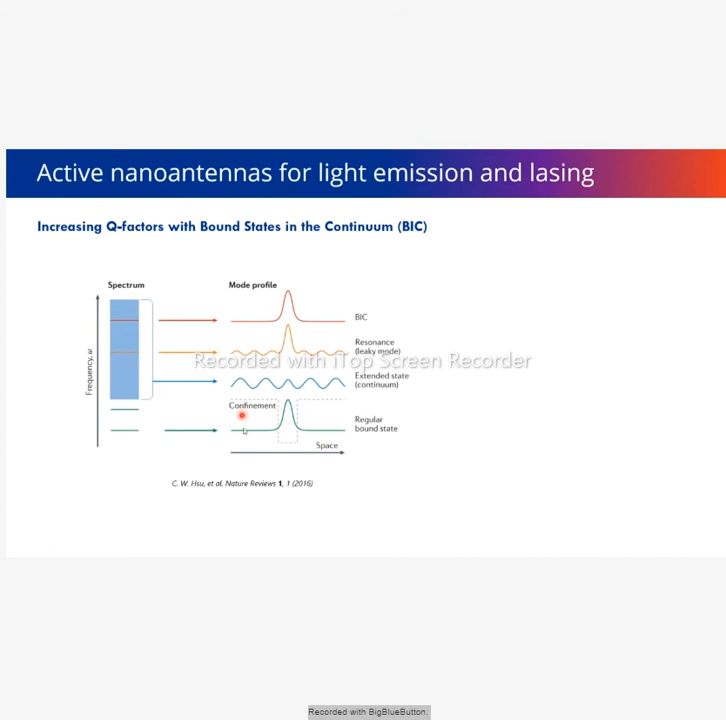 Active nanoantennas for light emission and lasing
Increasing Q-factors with Bound States in the Continuum (BIC)
Spectrum
Mode profile
BIC
Resonance
(leaky mode)
Recorded with iTop Screen Recorder
Extended state
(continuum)
Frequency, ω
Confinement
Regular
bound state
Space
C. W. Hsu, et al. Nature Reviews 1, 1 (2016)
Recorded with BigBlueButton.